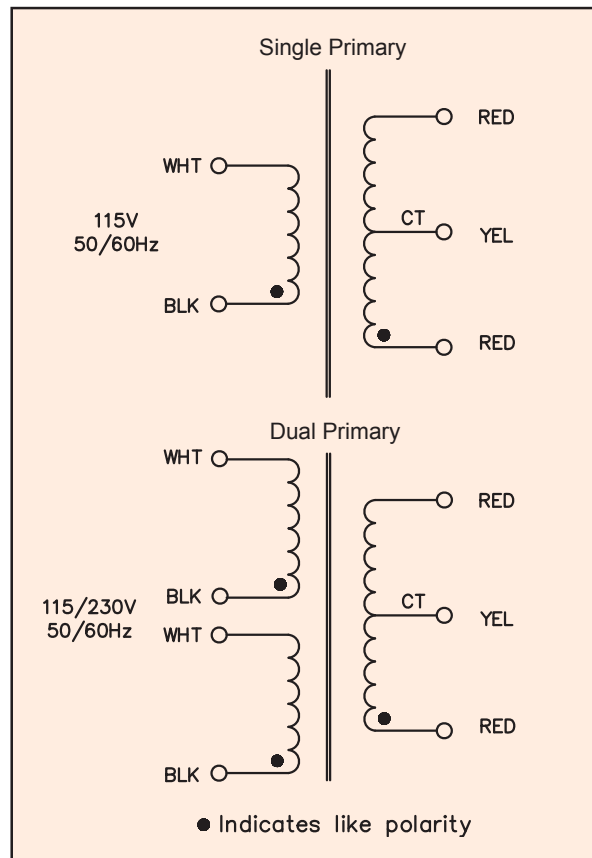 Single Primary
RED
WHT
115V
50/60Hz
CT
YEL
BLK
RED
Dual Primary
WHT
RED
115/230V
50/60Hz
BLK
WHT
CT
YEL
RED
BLK
Indicates like polarity